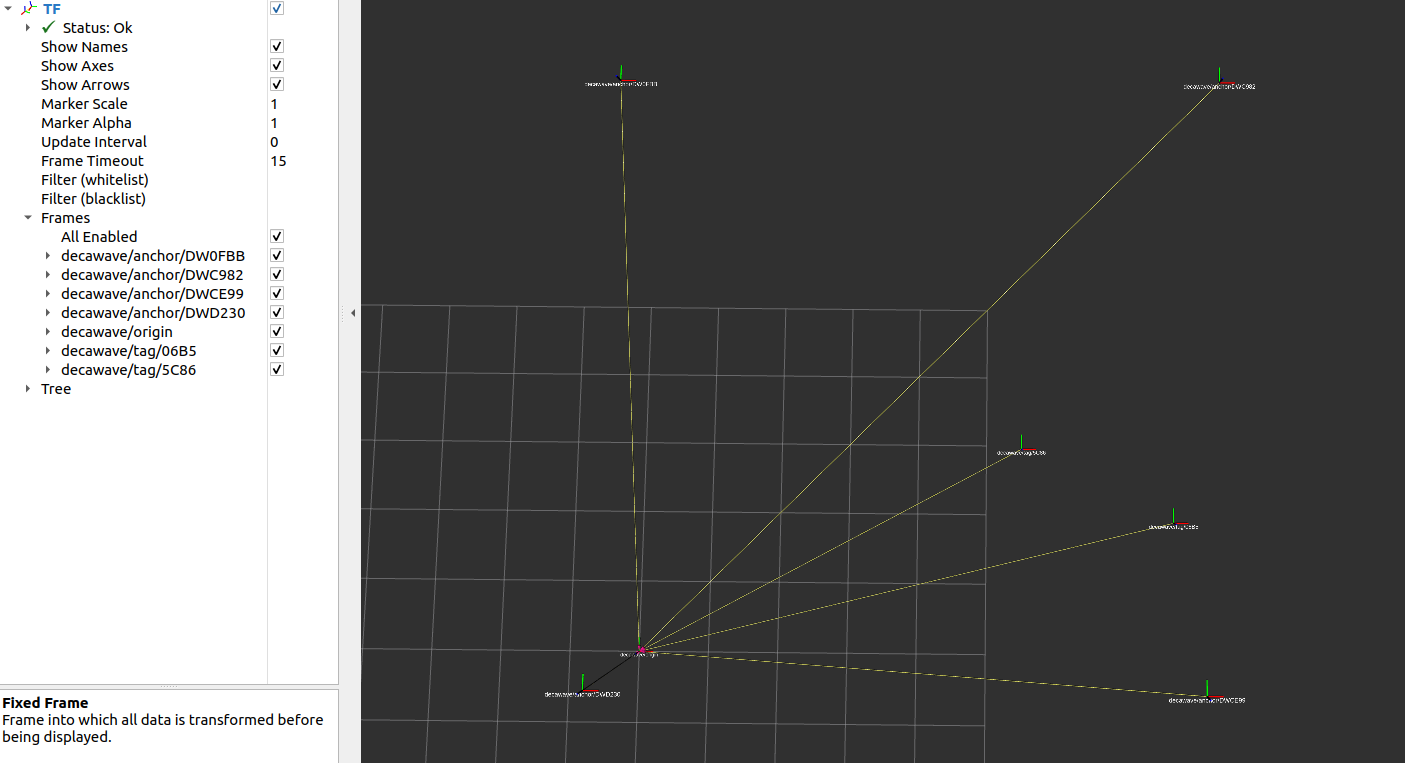 TF
Status: Ok
Show Names
Show Axes
Show Arrows
Marker Scale 1
Marker Alpha 1
Update Interval 0
Frame Timeout 15
Filter (whitelist)
Filter (blacklist)
Frames
All Enabled
decawave/anchor/DW0FBB
decawave/anchor/DWC982
decawave/anchor/DWCE99
decawave/anchor/DWD230
decawave/origin
decawave/tag/06B5
decawave/tag/5C86
Tree
Fixed Frame
Frame into which all data is transformed before
being displayed.
decawave/anchor/DW0FBB
decawave/anchor/DWC982
decawave/tag/5C86
decawave/tag/06B5
decawave/origin
decawave/anchor/DWD230
decawave/anchor/DWCE99